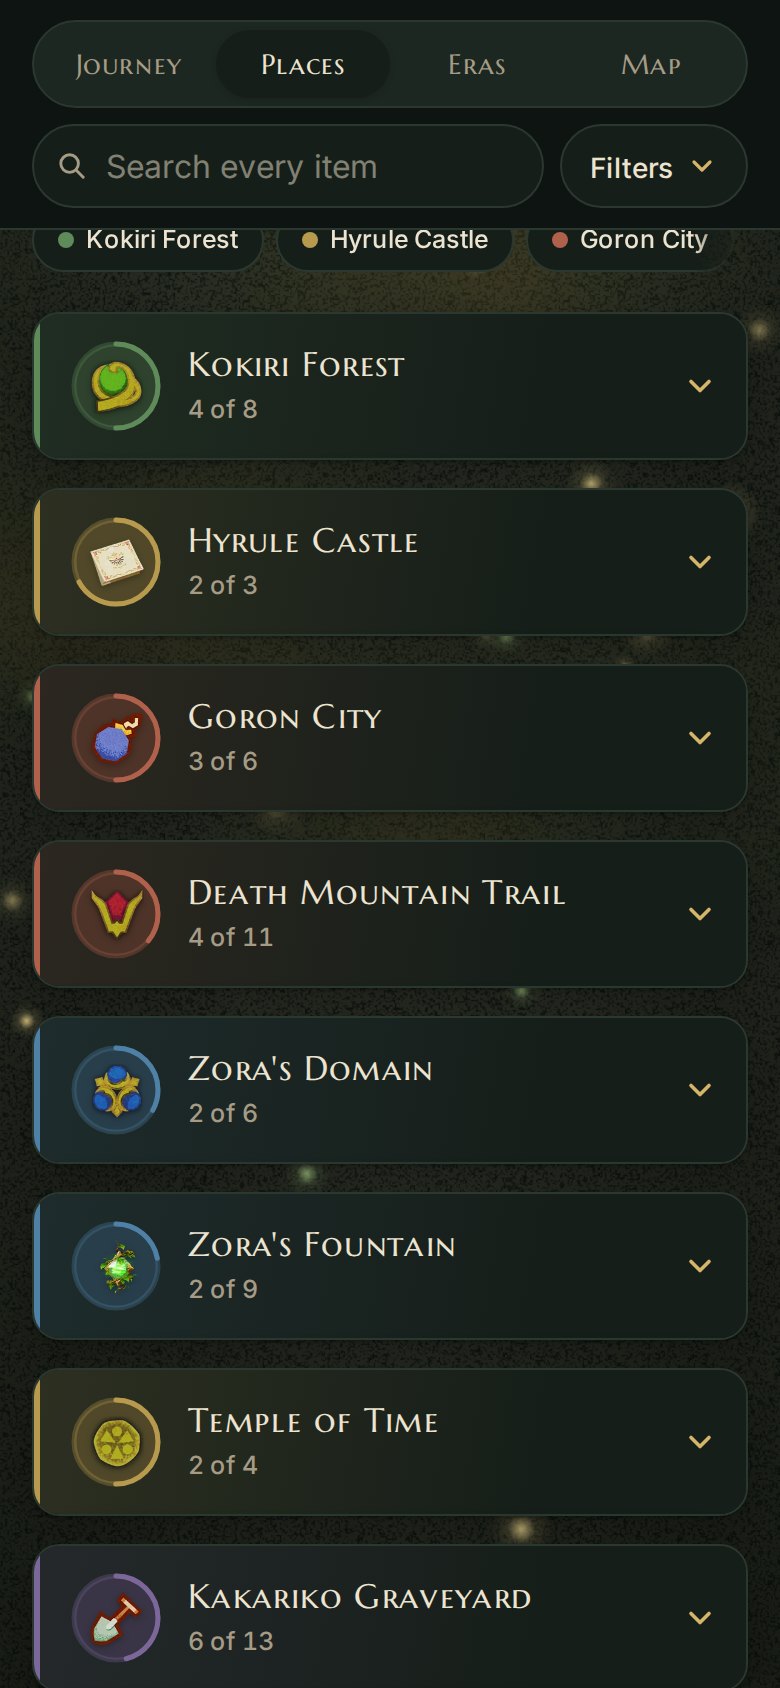 Journey Places Eras Map
Search every item Filters
Kokiri Forest Hyrule Castle Goron City
Kokiri Forest
4 of 8
Hyrule Castle
2 of 3
Goron City
3 of 6
Death Mountain Trail
4 of 11
Zora's Domain
2 of 6
Zora's Fountain
2 of 9
Temple of Time
2 of 4
Kakariko Graveyard
6 of 13